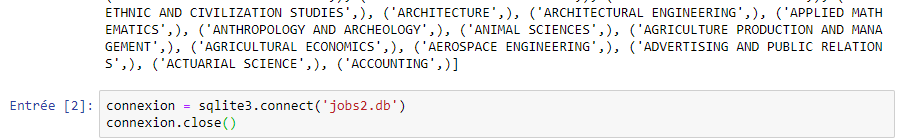 ETHNIC AND CIVILIZATION STUDIES',), ('ARCHITECTURE',), ('ARCHITECTURAL ENGINEERING',), ('APPLIED MATH
EMATICS',), ('ANTHROPOLOGY AND ARCHEOLOGY',), ('ANIMAL SCIENCES',), ('AGRICULTURE PRODUCTION AND MANA
GEMENT',), ('AGRICULTURAL ECONOMICS',), ('AEROSPACE ENGINEERING',), ('ADVERTISING AND PUBLIC RELATION
S',), ('ACTUARIAL SCIENCE',), ('ACCOUNTING',)]
Entrée [2]: connexion = sqlite3.connect('jobs2.db')
connexion.close()